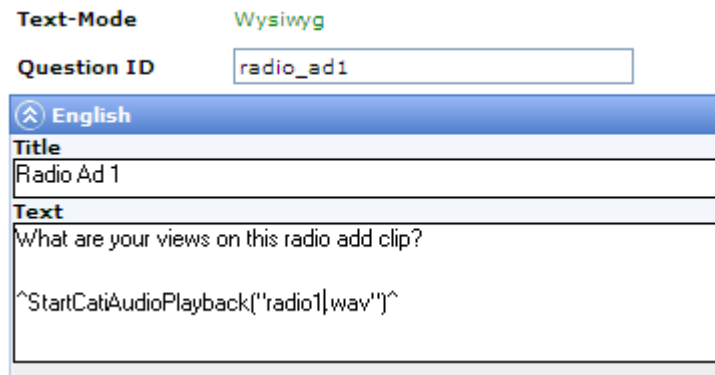 Text-Mode Wysiwyg
Question ID radio_ad1
English
Title
Radio Ad 1
Text
What are your views on this radio add clip?
^StartCatiAudioPlayback("radio1.wav")^